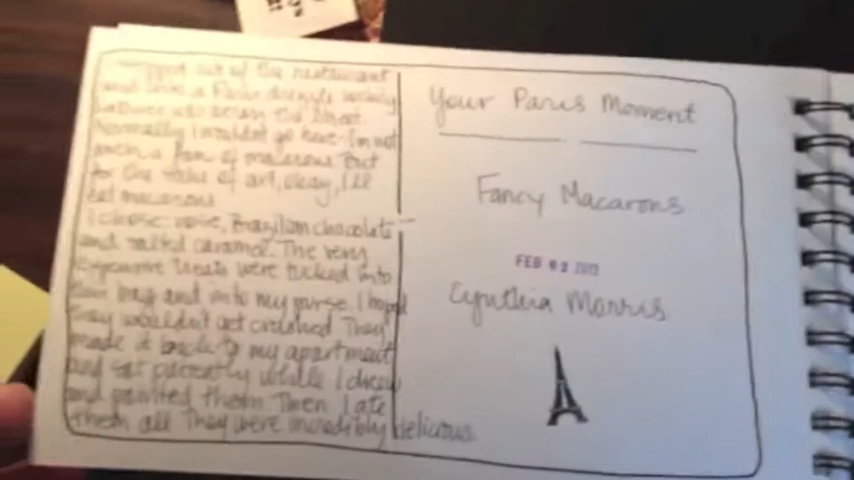 out of the restaurant
and into a
was across the street.
Normally I wouldn't go here. I'm not
much a fan of macarons. But
for the sake of art, okay, I'll
eat macarons
I chose: rose, Brazilian chocolate
and salted caramel. The very
expensive treats were tucked into
their bag and into my purse. I hoped
they wouldn't get crushed. They
made it back to my apartment
and sat patiently while I drew
and painted them. Then I ate
them all. They were incredibly delicious.
Your Paris Moment
Fancy Macarons
FEB 2013
Cynthia Morris